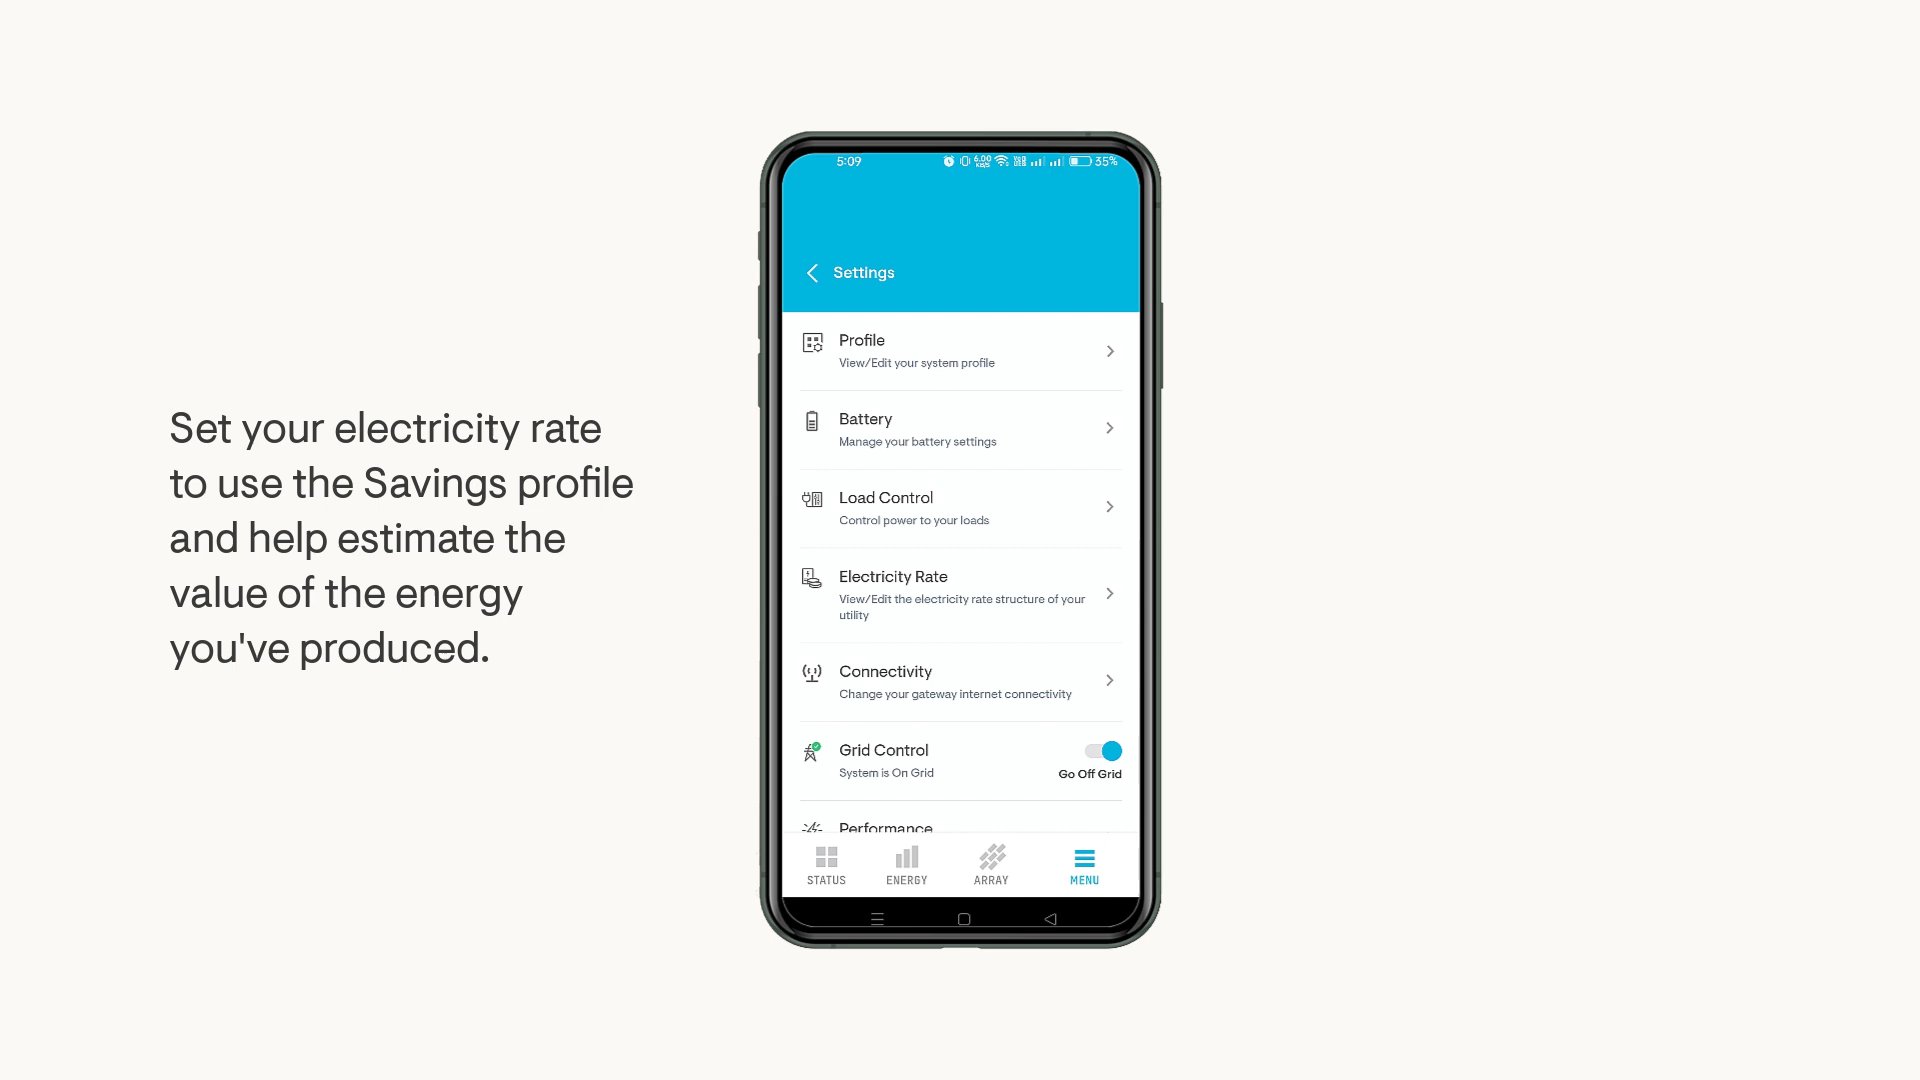 Set your electricity rate
to use the Savings profile
and help estimate the
value of the energy
you've produced.
5:09
6.00
KB/S
35%
Settings
Profile
View/Edit your system profile
Battery
Manage your battery settings
Load Control
Control power to your loads
Electricity Rate
View/Edit the electricity rate structure of your
utility
Connectivity
Change your gateway internet connectivity
Grid Control
System is On Grid
Go Off Grid
Performance
STATUS
ENERGY
ARRAY
MENU